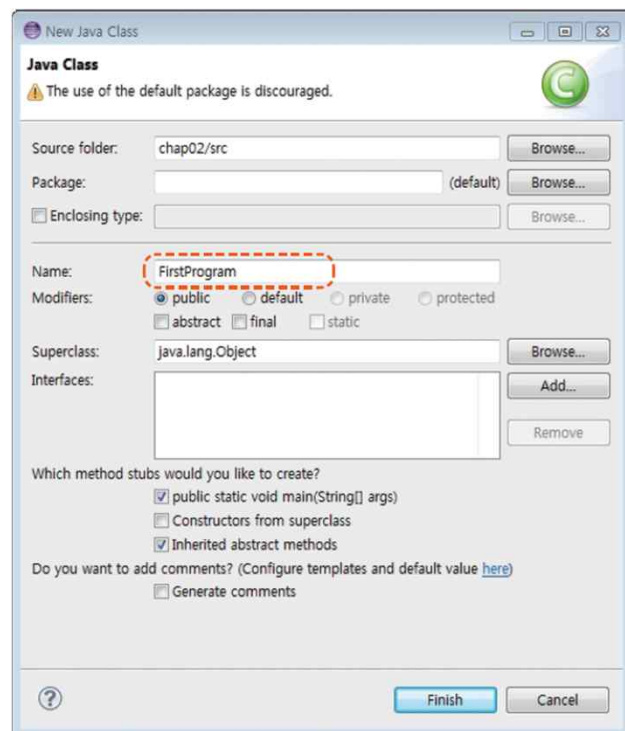 New Java Class
Java Class
The use of the default package is discouraged.
Source folder: chap02/src Browse...
Package: (default) Browse...
Enclosing type: Browse...
Name: FirstProgram
Modifiers: public default private protected
abstract final static
Superclass: java.lang.Object Browse...
Interfaces: Add...
Remove
Which method stubs would you like to create?
public static void main(String[] args)
Constructors from superclass
Inherited abstract methods
Do you want to add comments? (Configure templates and default value here)
Generate comments
? Finish Cancel